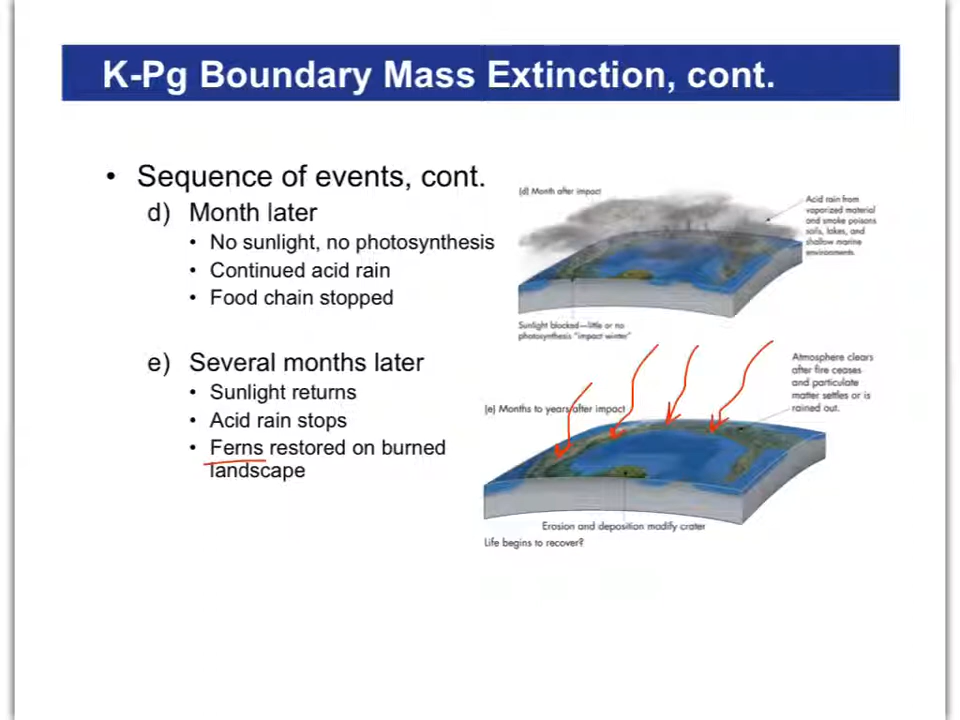 K-Pg Boundary Mass Extinction, cont.
• Sequence of events, cont.
d) Month later
• No sunlight, no photosynthesis
• Continued acid rain
• Food chain stopped
e) Several months later
• Sunlight returns
• Acid rain stops
• Ferns restored on burned
landscape
(d) Month after impact
Acid rain from
vaporized material
and smoke poisons
soils, lakes, and
shallow marine
environments.
Sunlight blocked—little or no
photosynthesis "impact winter"
(e) Months to years after impact
Atmosphere clears
after fire ceases
and particulate
matter settles or is
rained out.
Erosion and deposition modify crater
Life begins to recover?